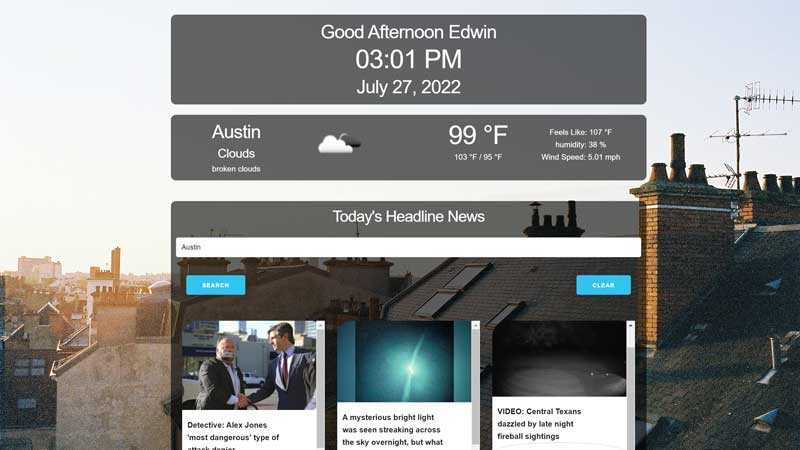 Good Afternoon Edwin
03:01 PM
July 27, 2022
Austin
Clouds
broken clouds
99 °F
103 °F / 95 °F
Feels Like: 107 °F
humidity: 38 %
Wind Speed: 5.01 mph
Today's Headline News
Austin
SEARCH
CLEAR
Detective: Alex Jones
'most dangerous' type of
attack denier
A mysterious bright light
was seen streaking across
the sky overnight, but what
VIDEO: Central Texans
dazzled by late night
fireball sightings